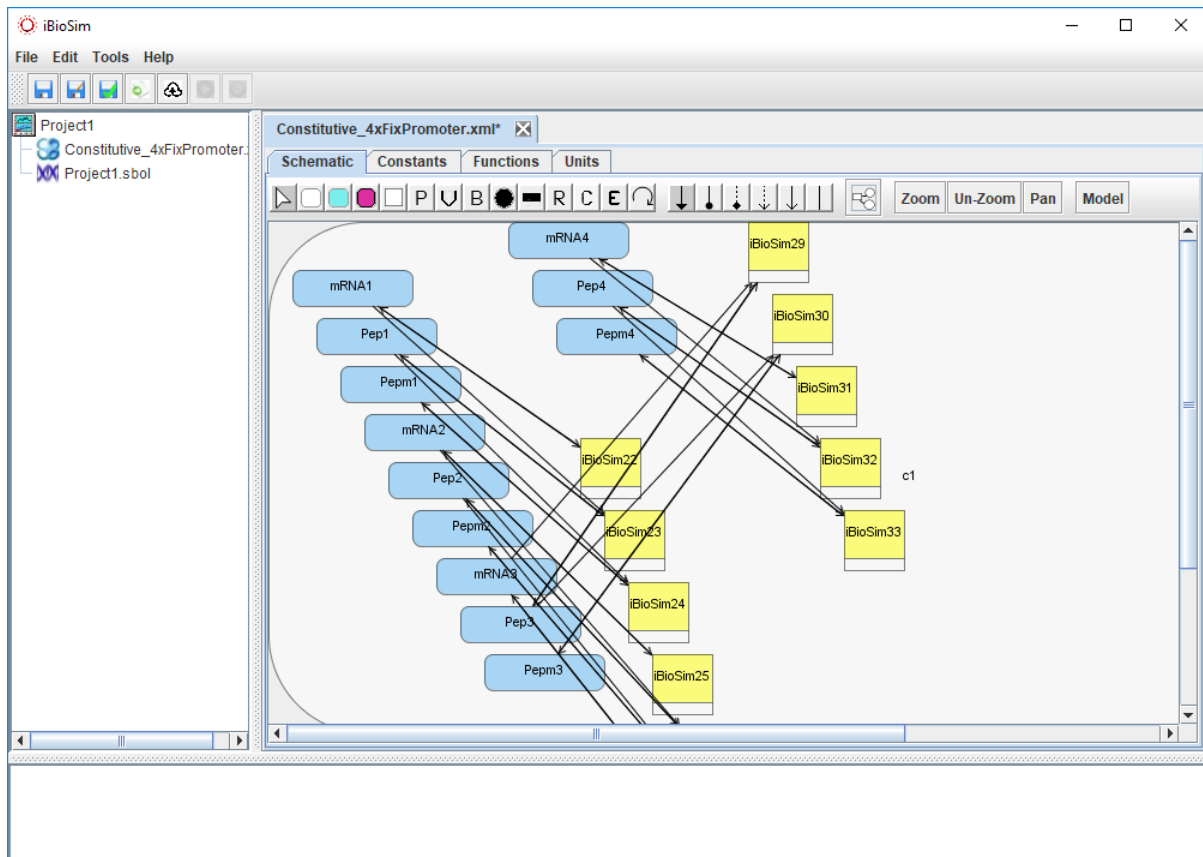 iBioSim
File Edit Tools Help
Project1
Constitutive_4xFixPromoter.
Project1.sbol
Constitutive_4xFixPromoter.xml*
Schematic Constants Functions Units
P B R C E Zoom Un-Zoom Pan Model
mRNA4 iBioSim29
mRNA1 Pep4
Pep1 Pepm4 iBioSim30
Pepm1 iBioSim31
mRNA2
Pep2 iBioSim22 iBioSim32 c1
Pepm2 iBioSim23 iBioSim33
mRNA3
Pep3 iBioSim24
Pepm3 iBioSim25